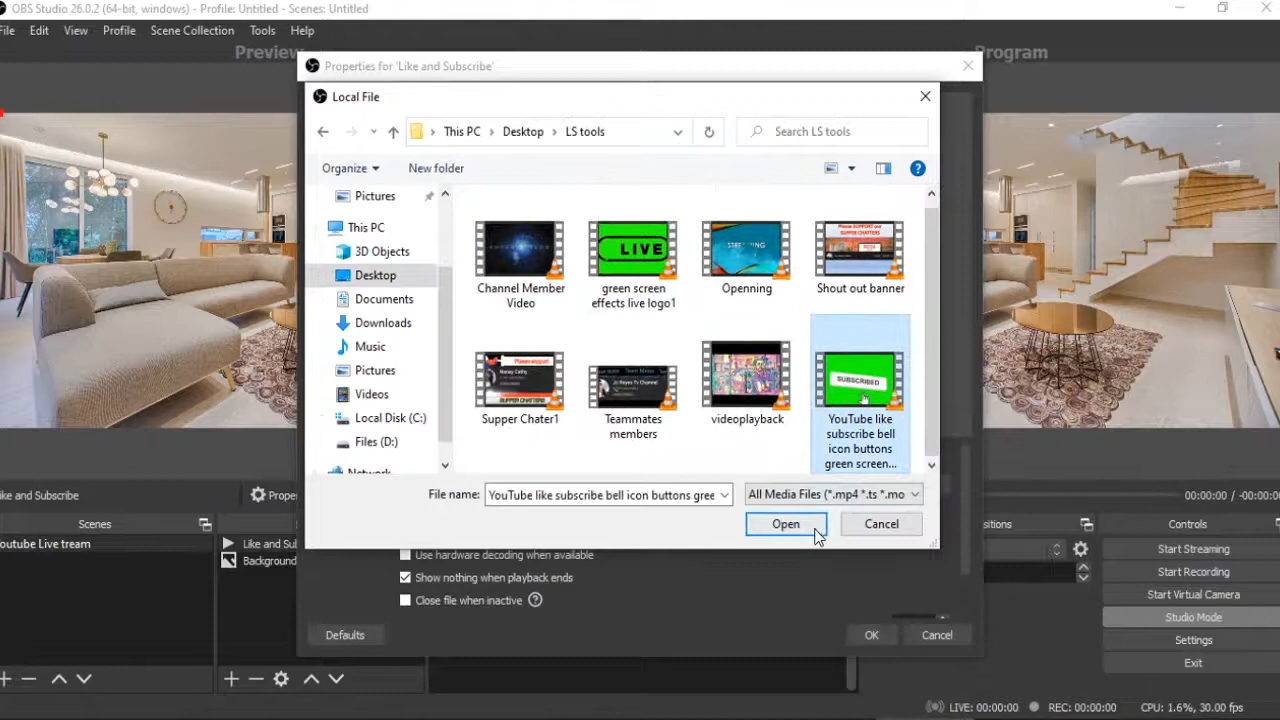 OBS Studio 26.0.2 (64-bit, windows) - Profile: Untitled - Scenes: Untitled
File Edit View Profile Scene Collection Tools Help
Preview
Program
Properties for 'Like and Subscribe'
Local File
This PC > Desktop > LS tools
Search LS tools
Organize
New folder
Pictures
This PC
3D Objects
Desktop
Documents
Downloads
Music
Pictures
Videos
Local Disk (C:)
Files (D:)
Network
Channel Member
Video
LIVE
green screen
effects live logo1
Openning
Shout out banner
Supper Chater1
Teammates
members
videoplayback
SUBSCRIBED
YouTube like
subscribe bell
icon buttons
green screen...
File name:
YouTube like subscribe bell icon buttons gree
All Media Files (*.mp4 *.ts *.mo
Open
Cancel
Use hardware decoding when available
Show nothing when playback ends
Close file when inactive
Defaults
OK
Cancel
ike and Subscribe
Proper
00:00:00 / -00:00:0
Scenes
outube Live tream
Like and Sub
Background
sitions
Controls
Start Streaming
Start Recording
Start Virtual Camera
Studio Mode
Settings
Exit
LIVE: 00:00:00
REC: 00:00:00
CPU: 1.6%, 30.00 fps